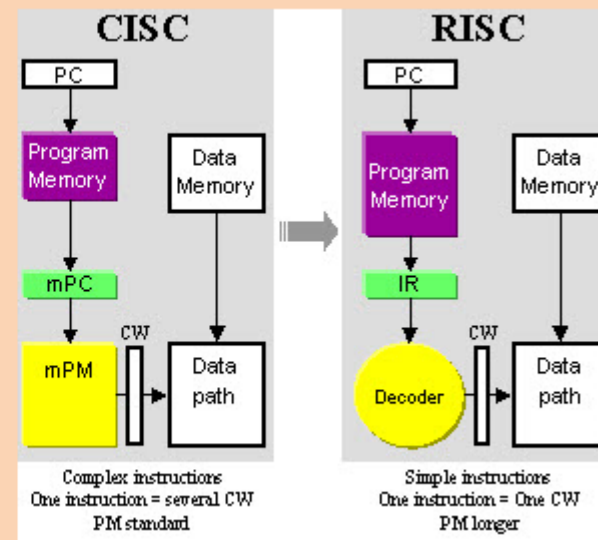 CISC
PC
Program
Memory
Data
Memory
mPC
mPM
CW
Data
path
Complex instructions
One instruction = several CW
PM standard
RISC
PC
Program
Memory
Data
Memory
IR
Decoder
CW
Data
path
Simple instructions
One instruction = One CW
PM longer